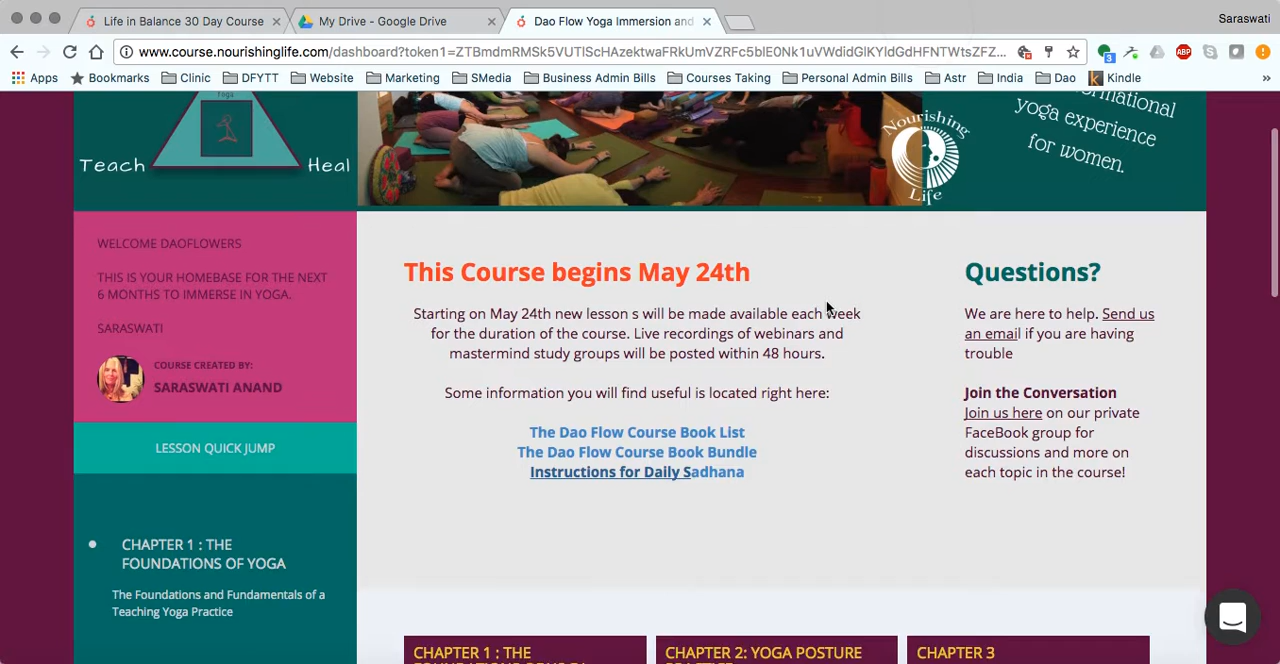 Life in Balance 30 Day Course
My Drive - Google Drive
Dao Flow Yoga Immersion and
Saraswati
www.course.nourishinglife.com/dashboard?token1=ZTBmdmRMSk5VUTlScHAzektwaFRkUmVZRFc5blE0Nk1uVWdidGlKYldGdHFNTWtsZFZ...
3
ABP
Apps
Bookmarks
Clinic
DFYTT
Website
Marketing
SMedia
Business Admin Bills
Courses Taking
Personal Admin Bills
Astr
India
Dao
Kindle
»
Yoga
Teach
Heal
Nourishing
Life
yoga experience
for women.
WELCOME DAOFLOWERS
THIS IS YOUR HOMEBASE FOR THE NEXT
6 MONTHS TO IMMERSE IN YOGA.
SARASWATI
COURSE CREATED BY:
SARASWATI ANAND
LESSON QUICK JUMP
CHAPTER 1 : THE
FOUNDATIONS OF YOGA
The Foundations and Fundamentals of a
Teaching Yoga Practice
This Course begins May 24th
Starting on May 24th new lesson s will be made available each week
for the duration of the course. Live recordings of webinars and
mastermind study groups will be posted within 48 hours.
Some information you will find useful is located right here:
The Dao Flow Course Book List
The Dao Flow Course Book Bundle
Instructions for Daily Sadhana
Questions?
We are here to help. Send us
an email if you are having
trouble
Join the Conversation
Join us here on our private
FaceBook group for
discussions and more on
each topic in the course!
CHAPTER 1 : THE
CHAPTER 2: YOGA POSTURE
CHAPTER 3